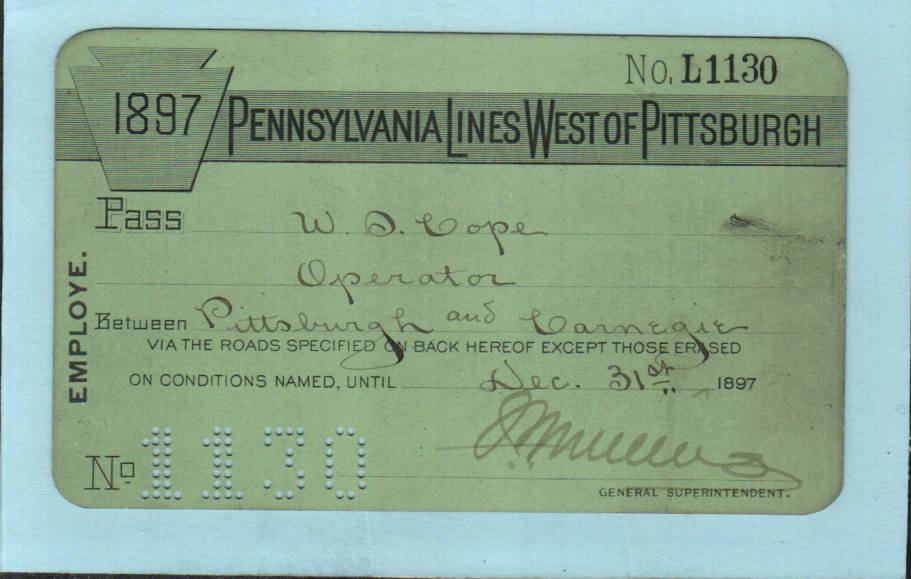 No. L1130
1897 PENNSYLVANIA LINES WEST OF PITTSBURGH
Pass W. D. Cope
Operator
EMPLOYE.
Between Pittsburgh and Carnegie
VIA THE ROADS SPECIFIED ON BACK HEREOF EXCEPT THOSE ERASED
ON CONDITIONS NAMED, UNTIL Dec. 31st 1897
No 1130
GENERAL SUPERINTENDENT.